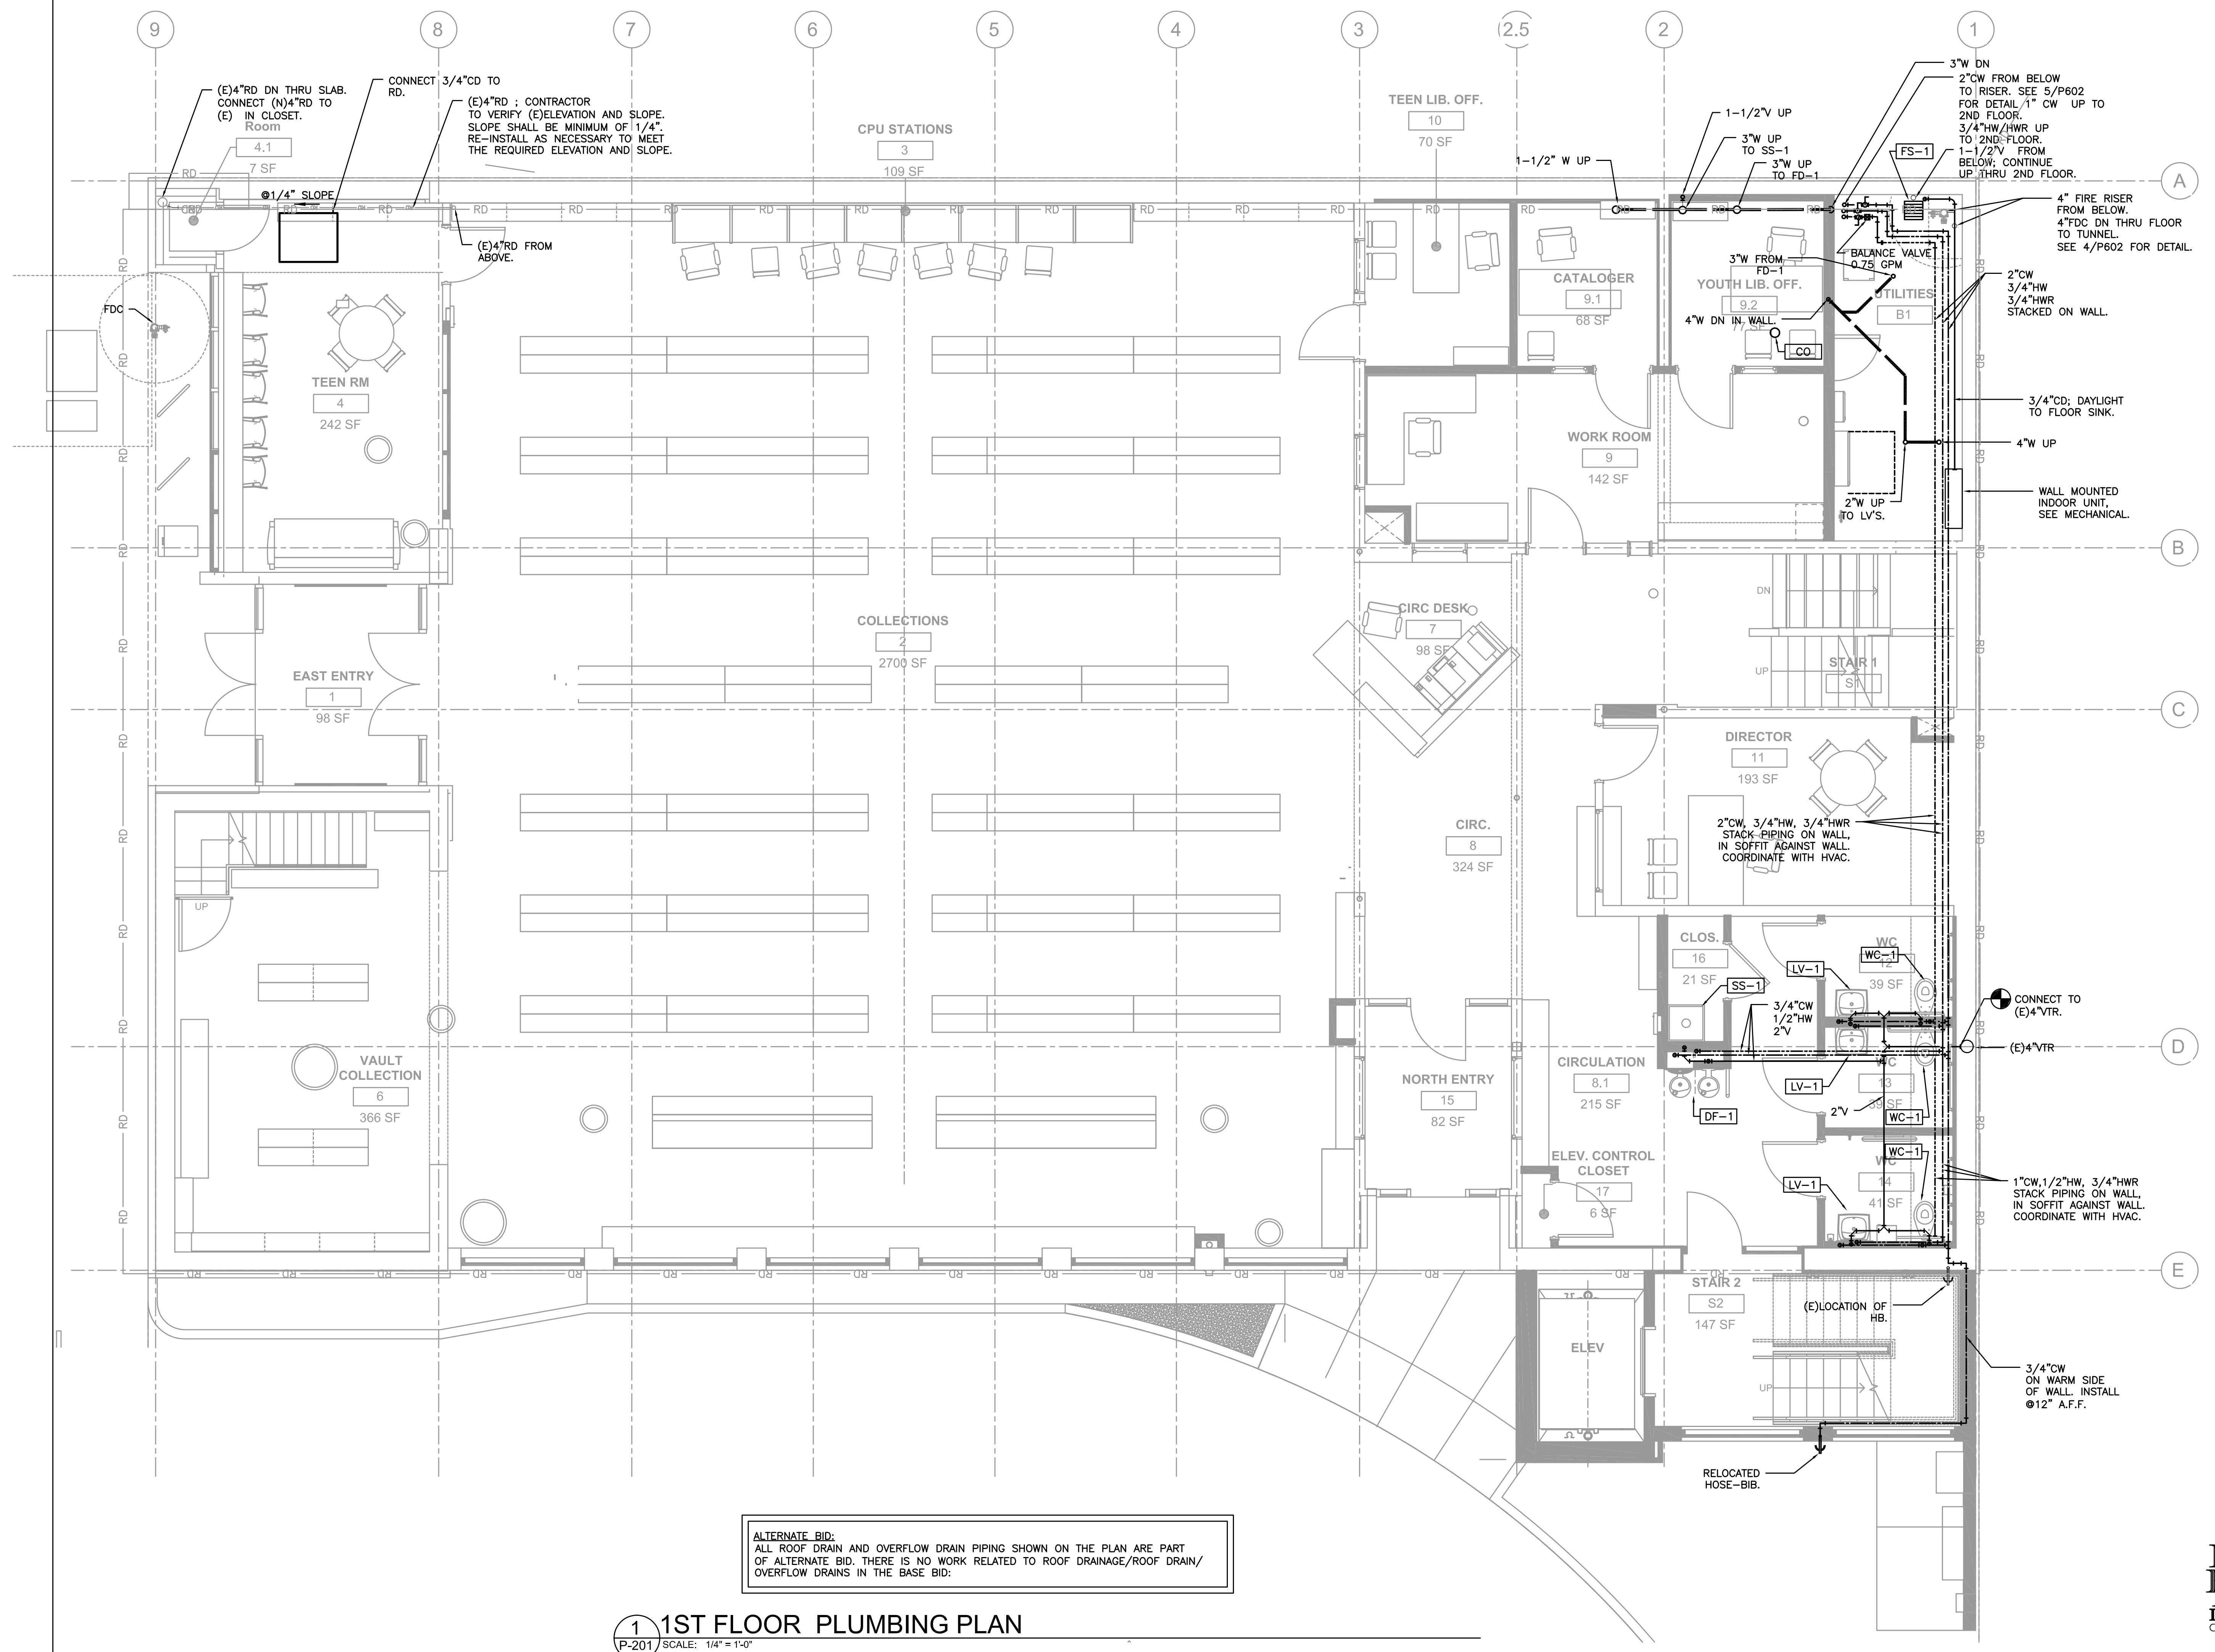 9
8
7
6
5
4
3
2.5
2
1
A
B
C
D
E
(E)4"RD DN THRU SLAB.
CONNECT (N)4"RD TO
(E) IN CLOSET.
Room
4.1
7 SF
CONNECT 3/4"CD TO
RD.
(E)4"RD ; CONTRACTOR
TO VERIFY (E)ELEVATION AND SLOPE.
SLOPE SHALL BE MINIMUM OF 1/4".
RE-INSTALL AS NECESSARY TO MEET
THE REQUIRED ELEVATION AND SLOPE.
@1/4" SLOPE
(E)4"RD FROM
ABOVE.
CPU STATIONS
3
109 SF
TEEN LIB. OFF.
10
70 SF
1-1/2" W UP
1-1/2"V UP
3"W UP
TO SS-1
3"W UP
TO FD-1
3"W DN
2"CW FROM BELOW
TO RISER. SEE 5/P602
FOR DETAIL 1" CW UP TO
2ND FLOOR.
3/4"HW/HWR UP
TO 2ND FLOOR.
1-1/2"V FROM
BELOW; CONTINUE
UP THRU 2ND FLOOR.
FS-1
4" FIRE RISER
FROM BELOW.
4"FDC DN THRU FLOOR
TO TUNNEL.
SEE 4/P602 FOR DETAIL.
BALANCE VALVE
0.75 GPM
3"W FROM
FD-1
CATALOGER
9.1
68 SF
YOUTH LIB. OFF.
9.2
77 SF
4"W DN IN WALL.
CO
UTILITIES
B1
2"CW
3/4"HW
3/4"HWR
STACKED ON WALL.
3/4"CD; DAYLIGHT
TO FLOOR SINK.
4"W UP
2"W UP
TO LV'S.
WALL MOUNTED
INDOOR UNIT,
SEE MECHANICAL.
FDC
TEEN RM
4
242 SF
WORK ROOM
9
142 SF
COLLECTIONS
2
2700 SF
CIRC DESK
7
98 SF
DN
UP
STAIR 1
S1
EAST ENTRY
1
98 SF
DIRECTOR
11
193 SF
2"CW, 3/4"HW, 3/4"HWR
STACK PIPING ON WALL,
IN SOFFIT AGAINST WALL.
COORDINATE WITH HVAC.
CIRC.
8
324 SF
UP
CLOS.
16
21 SF
SS-1
LV-1
WC
WC-1
12
39 SF
3/4"CW
1/2"HW
2"V
CONNECT TO
(E)4"VTR.
(E)4"VTR
VAULT
COLLECTION
6
366 SF
NORTH ENTRY
15
82 SF
CIRCULATION
8.1
215 SF
DF-1
LV-1
WC
13
39 SF
2"V
WC-1
WC-1
WC
14
41 SF
LV-1
ELEV. CONTROL
CLOSET
17
6 SF
1"CW,1/2"HW, 3/4"HWR
STACK PIPING ON WALL,
IN SOFFIT AGAINST WALL.
COORDINATE WITH HVAC.
STAIR 2
S2
147 SF
(E)LOCATION OF
HB.
ELEV
UP
3/4"CW
ON WARM SIDE
OF WALL. INSTALL
@12" A.F.F.
RELOCATED
HOSE-BIB.
ALTERNATE BID:
ALL ROOF DRAIN AND OVERFLOW DRAIN PIPING SHOWN ON THE PLAN ARE PART
OF ALTERNATE BID. THERE IS NO WORK RELATED TO ROOF DRAINAGE/ROOF DRAIN/
OVERFLOW DRAINS IN THE BASE BID:
1
P-201
1ST FLOOR PLUMBING PLAN
SCALE: 1/4" = 1'-0"